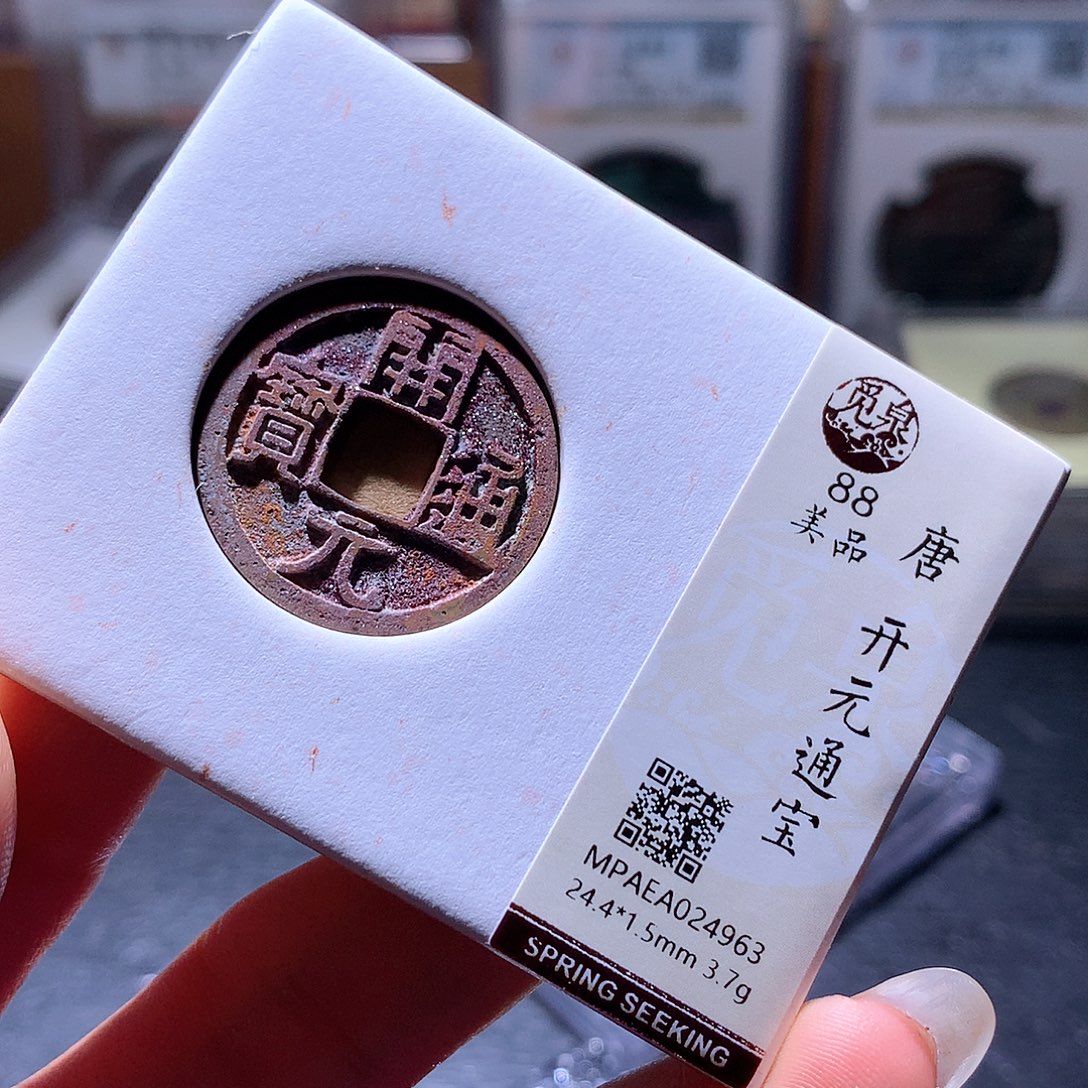 開元通寶
觅泉
88
美品
唐
开元通宝
MPAEA024963
24.4*1.5mm 3.7g
SPRING SEEKING